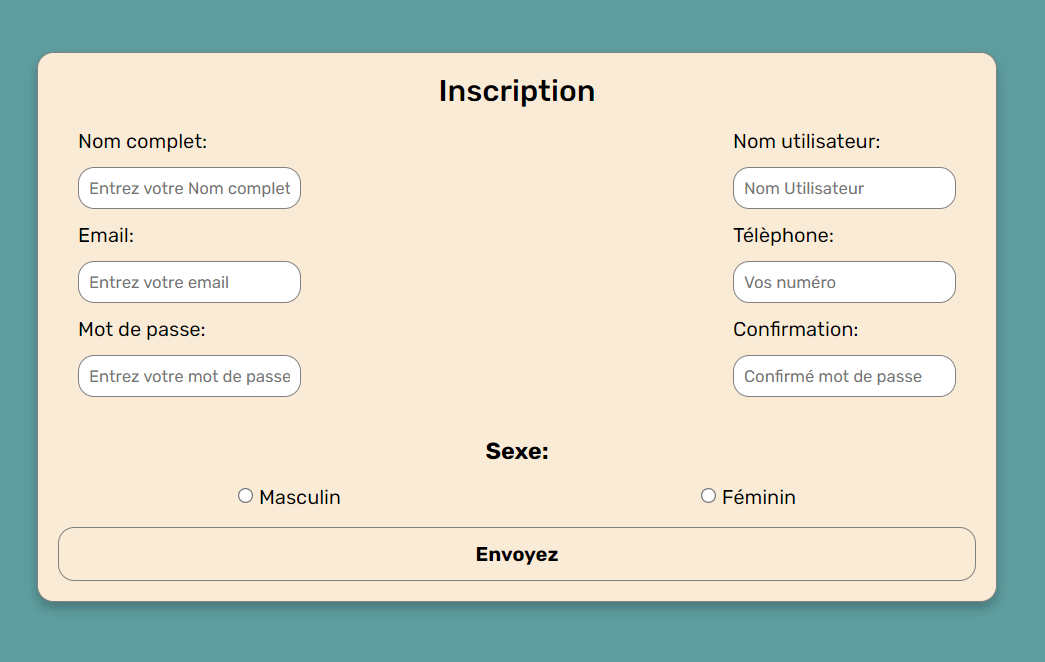 Inscription
Nom complet:
Nom utilisateur:
Entrez votre Nom complet
Nom Utilisateur
Email:
Télèphone:
Entrez votre email
Vos numéro
Mot de passe:
Confirmation:
Entrez votre mot de passe
Confirmé mot de passe
Sexe:
Masculin
Féminin
Envoyez